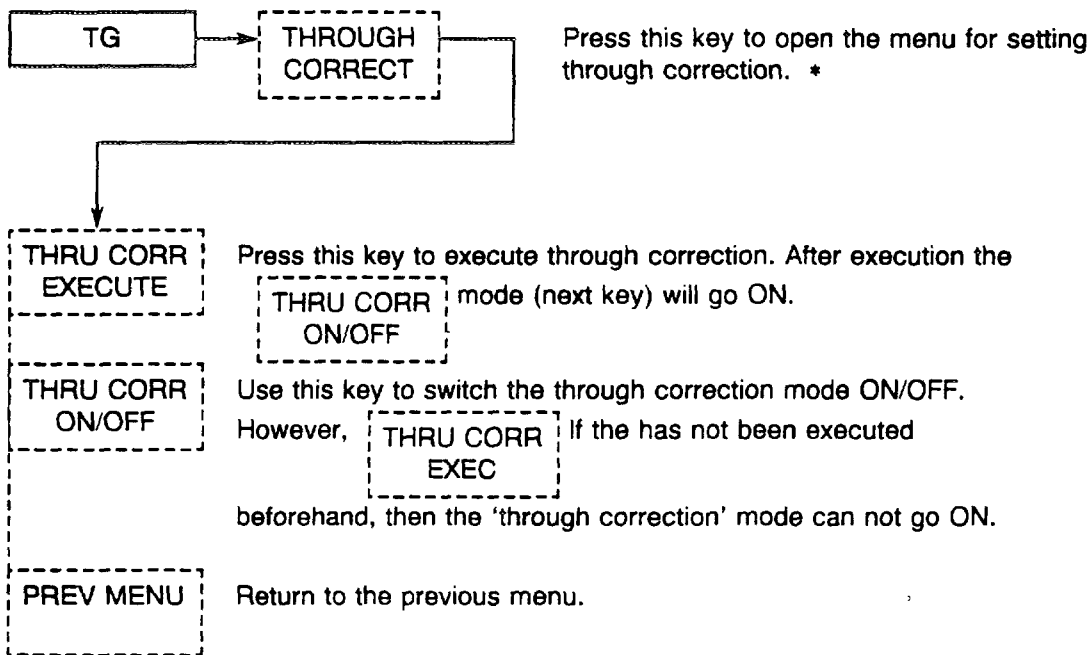 TG
THROUGH
CORRECT
Press this key to open the menu for setting
through correction. *
THRU CORR
EXECUTE
Press this key to execute through correction. After execution the
THRU CORR
ON/OFF
mode (next key) will go ON.
THRU CORR
ON/OFF
Use this key to switch the through correction mode ON/OFF.
However,
THRU CORR
EXEC
If the has not been executed
beforehand, then the 'through correction' mode can not go ON.
PREV MENU
Return to the previous menu.